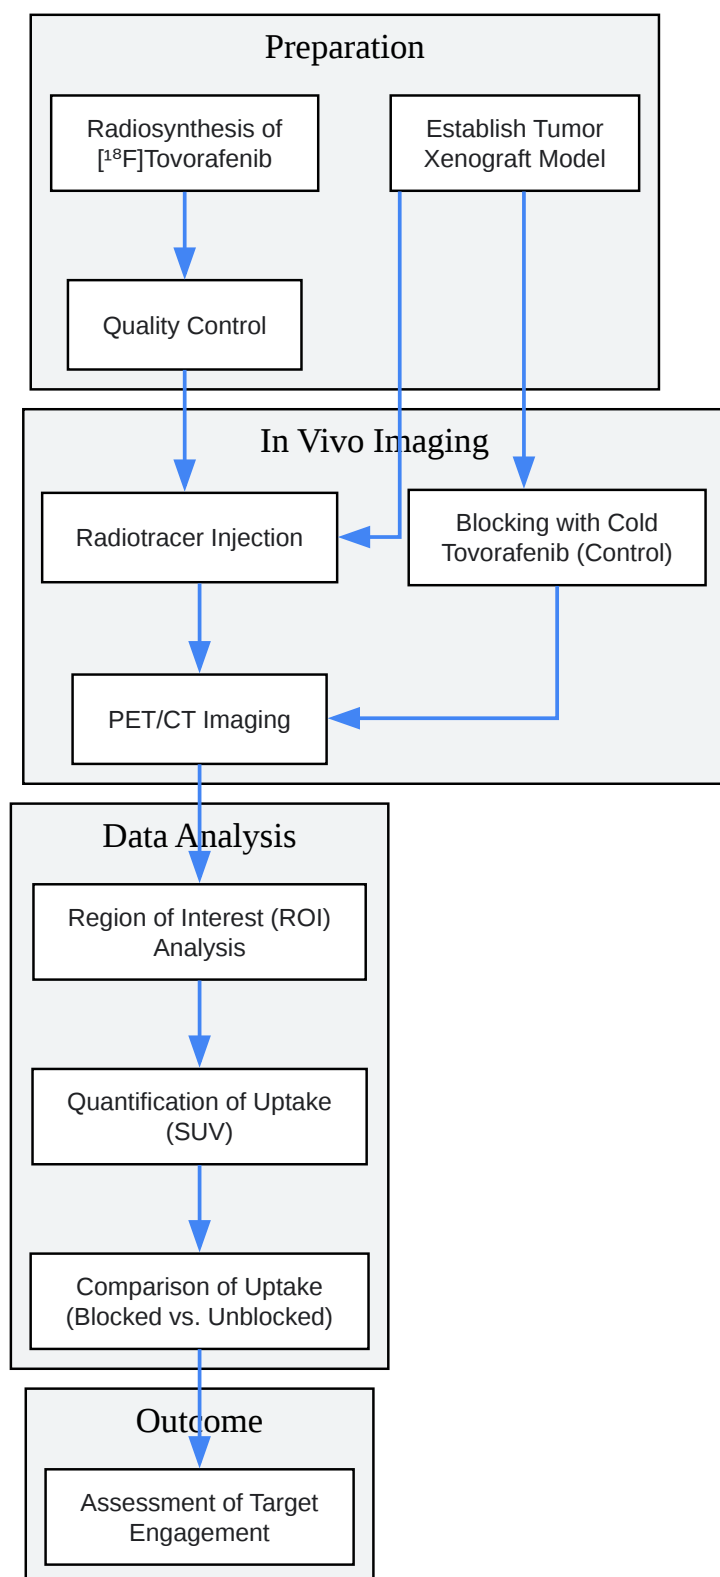 Preparation
Radiosynthesis of
[¹⁸F]Tovorafenib
Establish Tumor
Xenograft Model
Quality Control
In Vivo Imaging
Radiotracer Injection
Blocking with Cold
Tovorafenib (Control)
PET/CT Imaging
Data Analysis
Region of Interest (ROI)
Analysis
Quantification of Uptake
(SUV)
Comparison of Uptake
(Blocked vs. Unblocked)
Outcome
Assessment of Target
Engagement